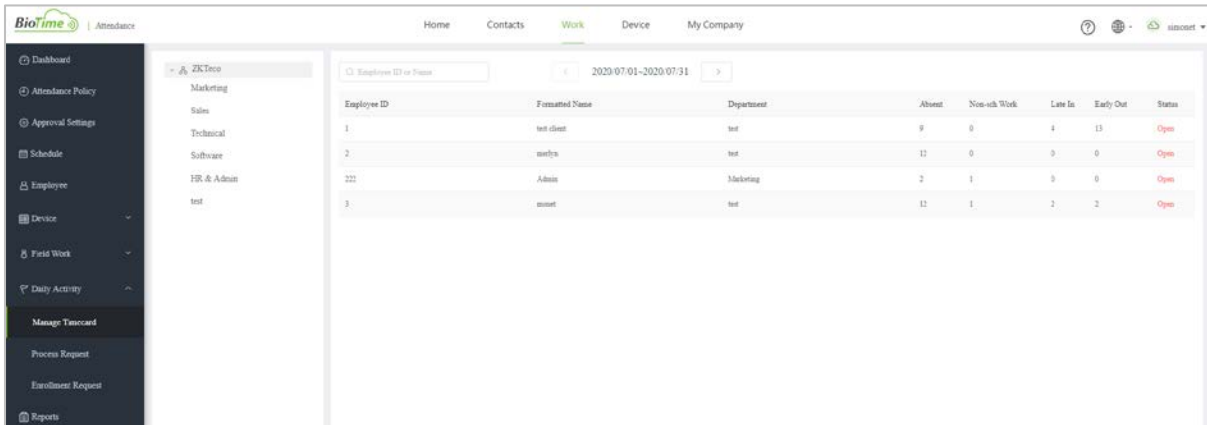 BioTime | Attendance
Home Contacts Work Device My Company
simonet
Dashboard
Attendance Policy
Approval Settings
Schedule
Employee
Device
Field Work
Daily Activity
Manage Timecard
Process Request
Enrollment Request
Reports
ZKTeco
Marketing
Sales
Technical
Software
HR & Admin
test
Employee ID or Name
2020/07/01~2020/07/31
Employee ID Formatted Name Department Absent Non-sch Work Late In Early Out Status
1 test client test 9 0 4 13 Open
2 merlyn test 12 0 0 0 Open
222 Admin Marketing 2 1 0 0 Open
3 monet test 12 1 2 2 Open